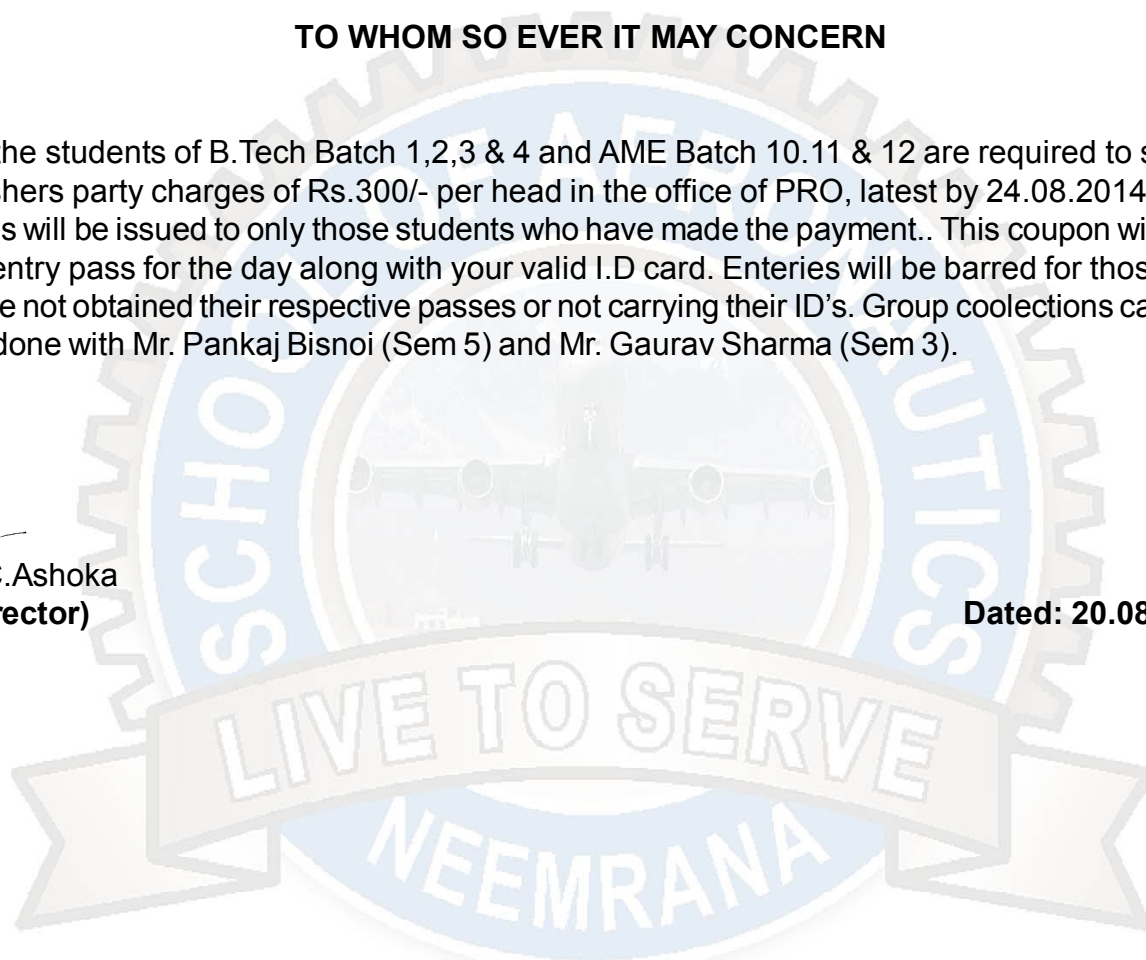 TO WHOM SO EVER IT MAY CONCERN
the students of B.Tech Batch 1,2,3 & 4 and AME Batch 10.11 & 12 are required to s
shers party charges of Rs.300/- per head in the office of PRO, latest by 24.08.2014
s will be issued to only those students who have made the payment.. This coupon wi
entry pass for the day along with your valid I.D card. Enteries will be barred for thos
e not obtained their respective passes or not carrying their ID's. Group coolections ca
done with Mr. Pankaj Bisnoi (Sem 5) and Mr. Gaurav Sharma (Sem 3).
C.Ashoka
rector)
Dated: 20.08
SCHOOL OF AERONAUTICS
LIVE TO SERVE
NEEMRANA